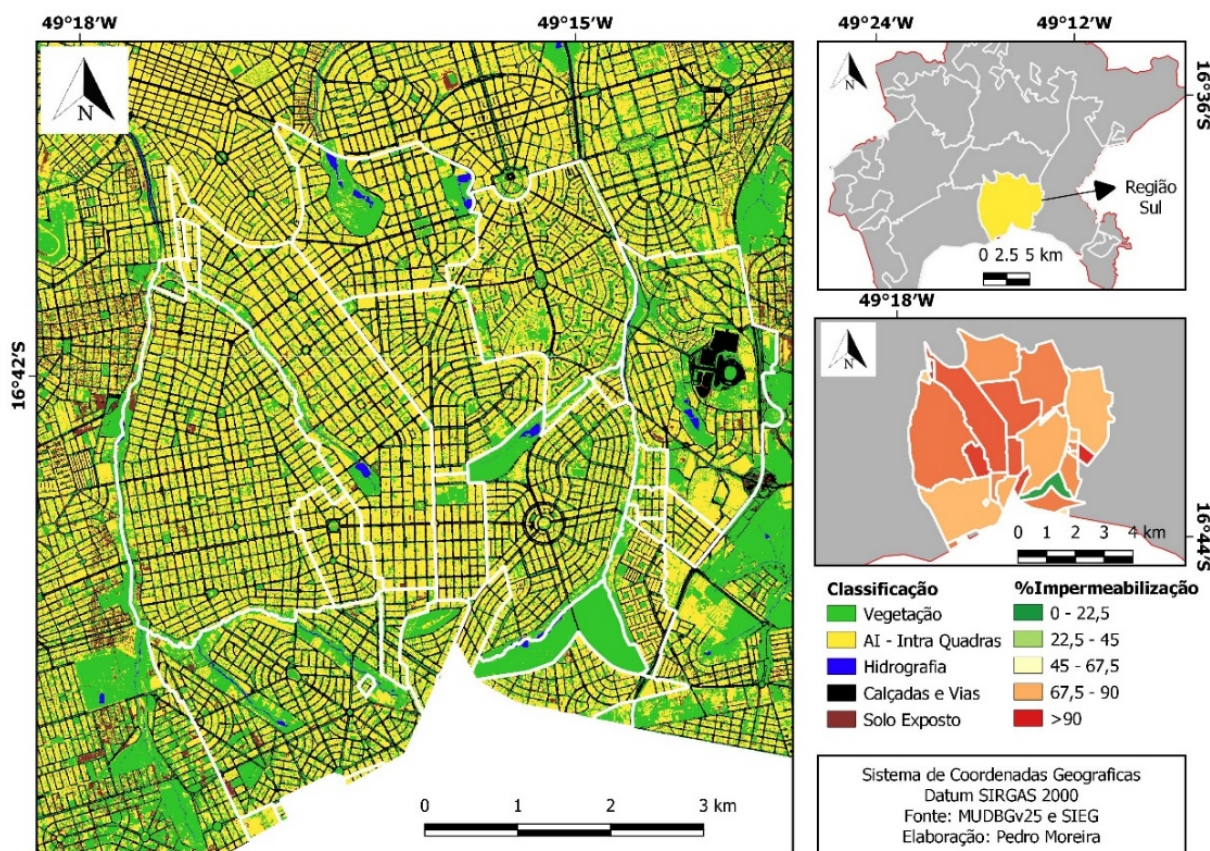 49°18'W
49°15'W
16°42'S
N
0 1 2 3 km
49°24'W
49°12'W
16°36'S
N
Região
Sul
0 2.5 5 km
49°18'W
N
16°44'S
0 1 2 3 4 km
Classificação
Vegetação
AI - Intra Quadras
Hidrografia
Calçadas e Vias
Solo Exposto
%Impermeabilização
0 - 22,5
22,5 - 45
45 - 67,5
67,5 - 90
>90
Sistema de Coordenadas Geograficas
Datum SIRGAS 2000
Fonte: MUDBGv25 e SIEG
Elaboração: Pedro Moreira